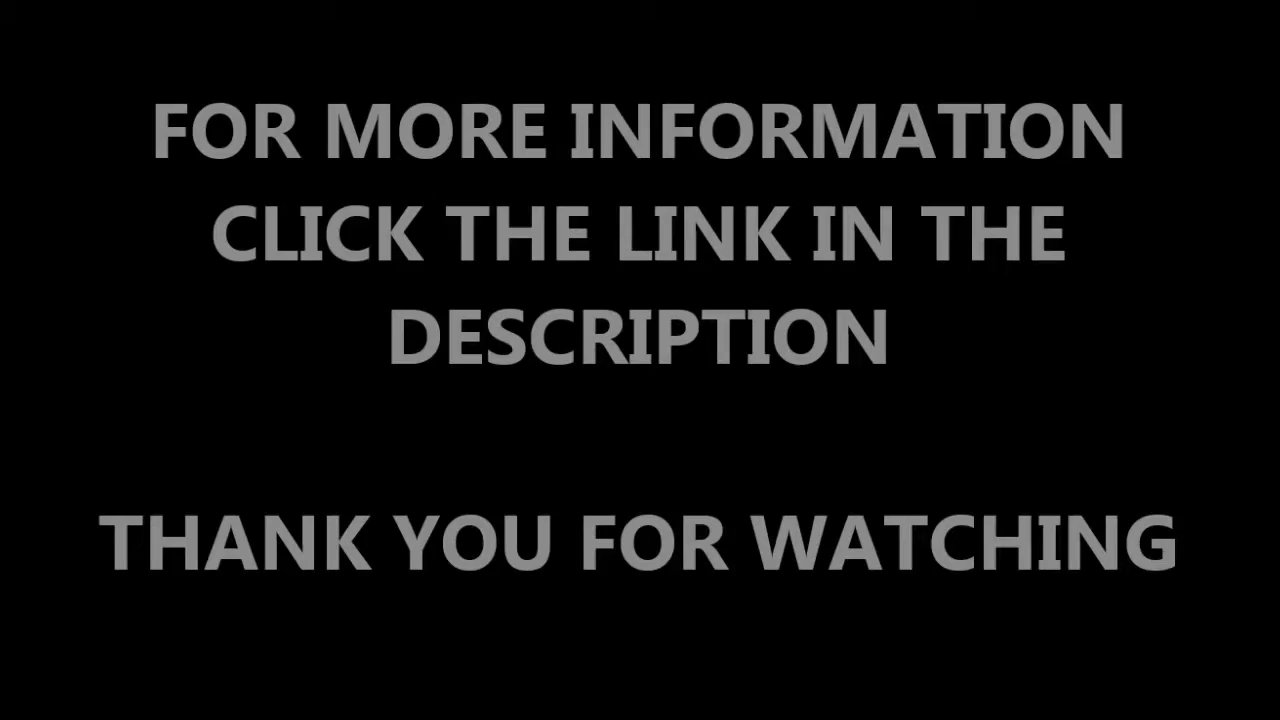 FOR MORE INFORMATION
CLICK THE LINK IN THE
DESCRIPTION
THANK YOU FOR WATCHING